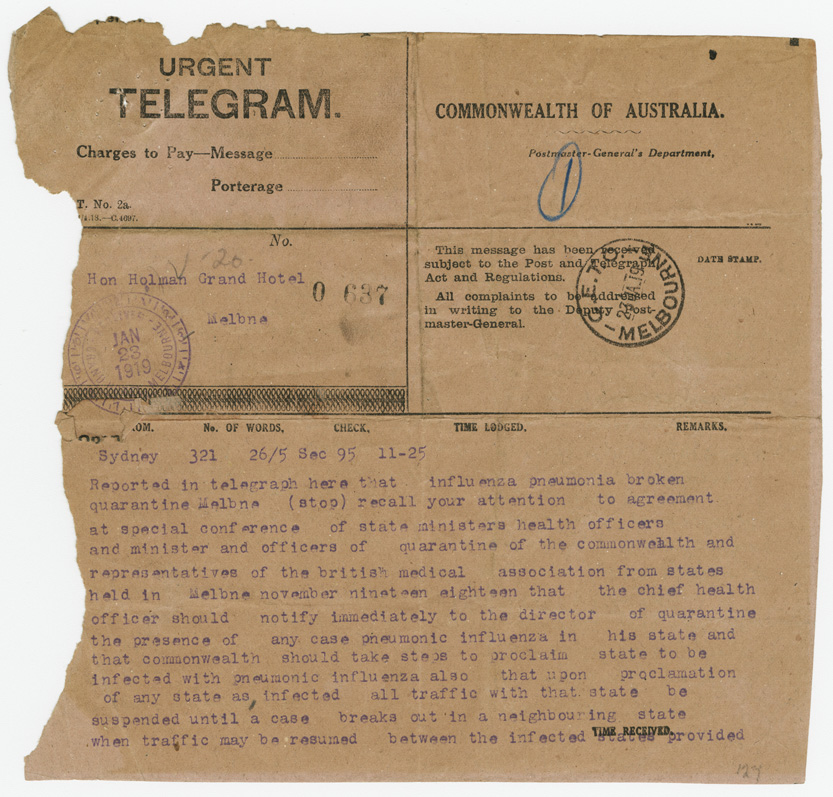 URGENT
TELEGRAM.
Charges to Pay—Message
Porterage
T. No. 2a.
18.—C.4097.
COMMONWEALTH OF AUSTRALIA.
Postmaster-General's Department.
1
No.
20
Hon Holman Grand Hotel
0 637
Melbne
JAN
23
1919
MELBOURNE
This message has been received
subject to the Post and Telegraph
Act and Regulations.
All complaints to be addressed
in writing to the Deputy Post-
master-General.
DATE STAMP.
C.E.T.O.
23 JA 19
MELBOURNE
OM. No. OF WORDS. CHECK. TIME LODGED. REMARKS.
Sydney 321 26/5 Sec 95 11-25
Reported in telegraph here that influenza pneumonia broken
quarantine Melbne (stop) recall your attention to agreement
at special conference of state ministers health officers
and minister and officers of quarantine of the commonwealth and
representatives of the british medical association from states
held in Melbne november nineteen eighteen that the chief health
officer should notify immediately to the director of quarantine
the presence of any case pneumonic influenza in his state and
that commonwealth should take steps to proclaim state to be
infected with pneumonic influenza also that upon proclamation
of any state as infected all traffic with that state be
suspended until a case breaks out in a neighbouring state
when traffic may be resumed between the infected states provided
TIME RECEIVED.
127